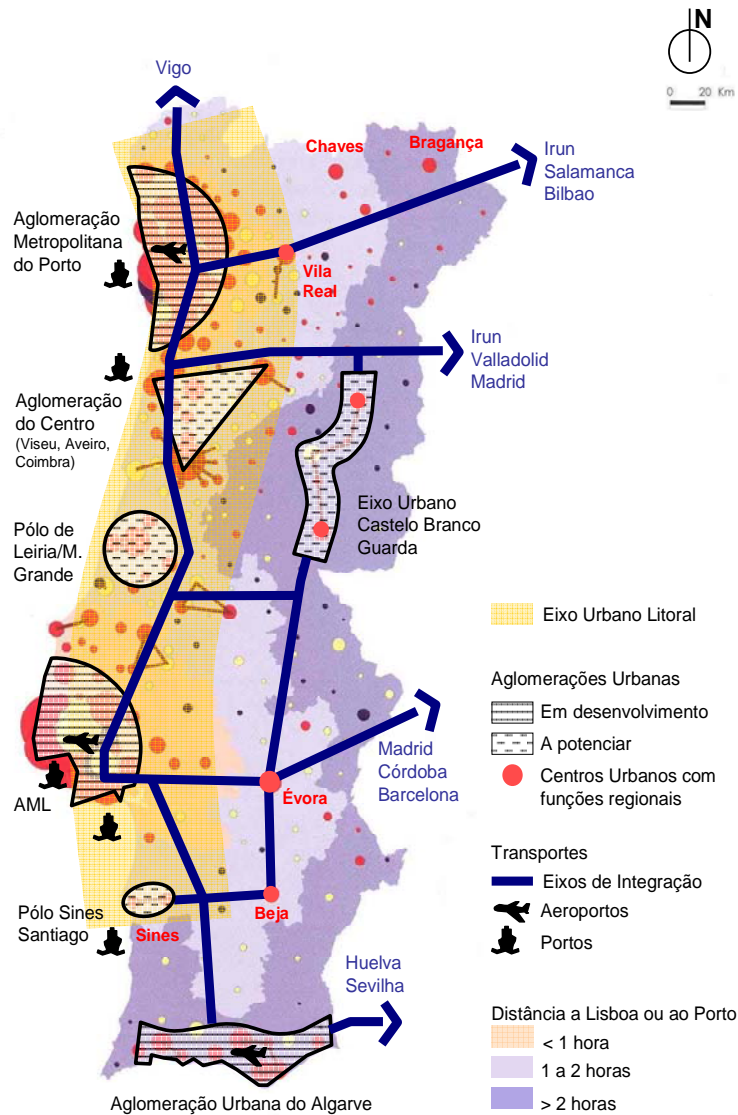 N
0 20 Km
Vigo
Chaves
Bragança
Irun
Salamanca
Bilbao
Aglomeração
Metropolitana
do Porto
Vila
Real
Irun
Valladolid
Madrid
Aglomeração
do Centro
(Viseu, Aveiro,
Coimbra)
Eixo Urbano
Castelo Branco
Guarda
Pólo de
Leiria/M.
Grande
Eixo Urbano Litoral
Aglomerações Urbanas
Em desenvolvimento
A potenciar
Centros Urbanos com
funções regionais
Madrid
Córdoba
Barcelona
AML
Évora
Transportes
Eixos de Integração
Aeroportos
Portos
Pólo Sines
Santiago
Sines
Beja
Huelva
Sevilha
Distância a Lisboa ou ao Porto
< 1 hora
1 a 2 horas
> 2 horas
Aglomeração Urbana do Algarve